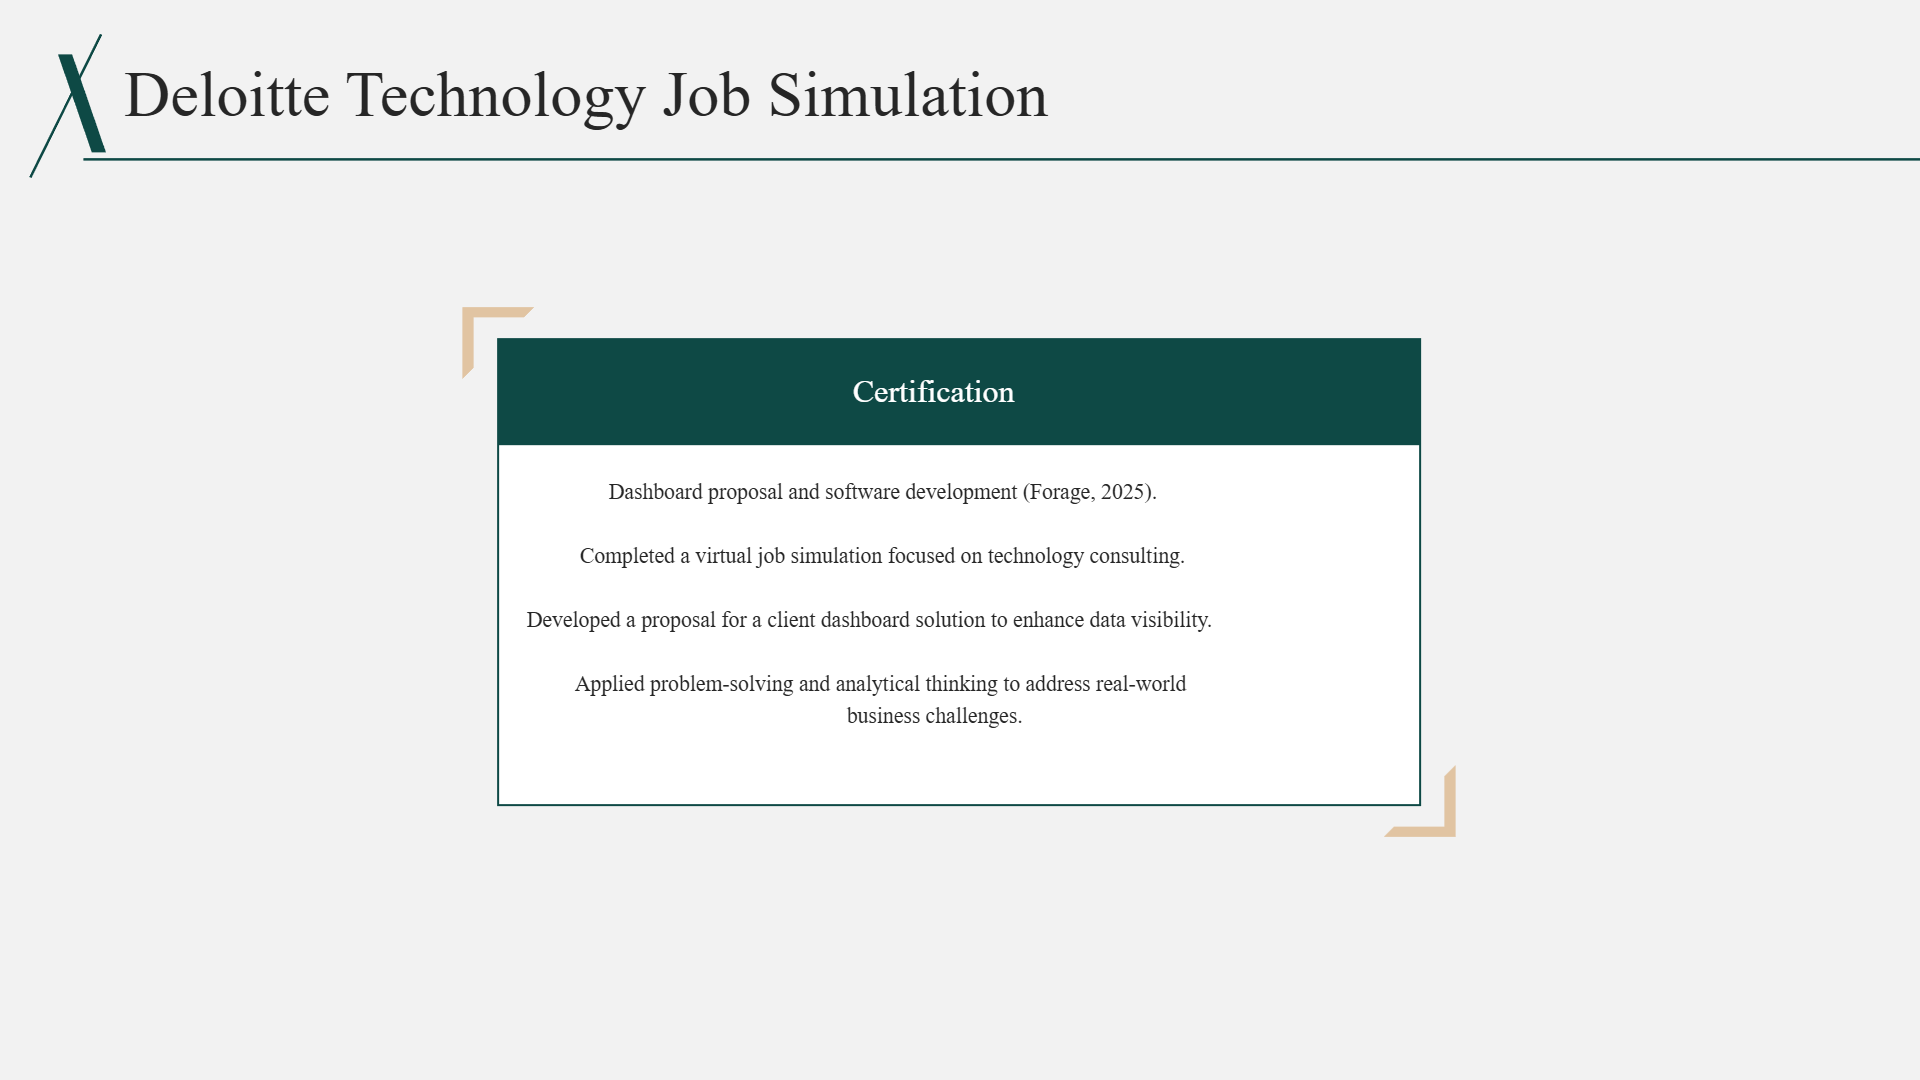 Deloitte Technology Job Simulation
Certification
Dashboard proposal and software development (Forage, 2025).
Completed a virtual job simulation focused on technology consulting.
Developed a proposal for a client dashboard solution to enhance data visibility.
Applied problem-solving and analytical thinking to address real-world
business challenges.